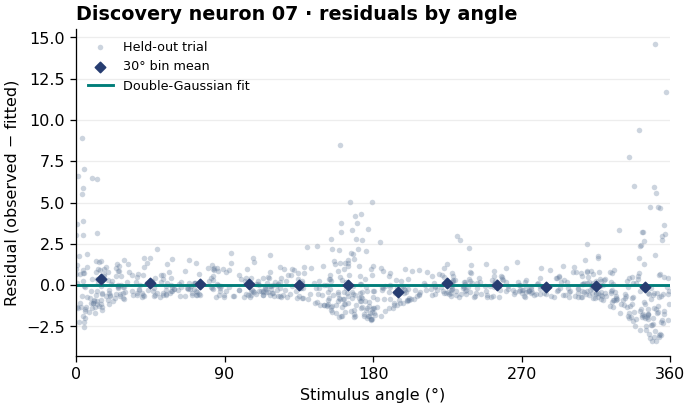 Discovery neuron 07 · residuals by angle
Residual (observed − fitted)
15.0
12.5
10.0
7.5
5.0
2.5
0.0
−2.5
Held-out trial
30° bin mean
Double-Gaussian fit
0 90 180 270 360
Stimulus angle (°)